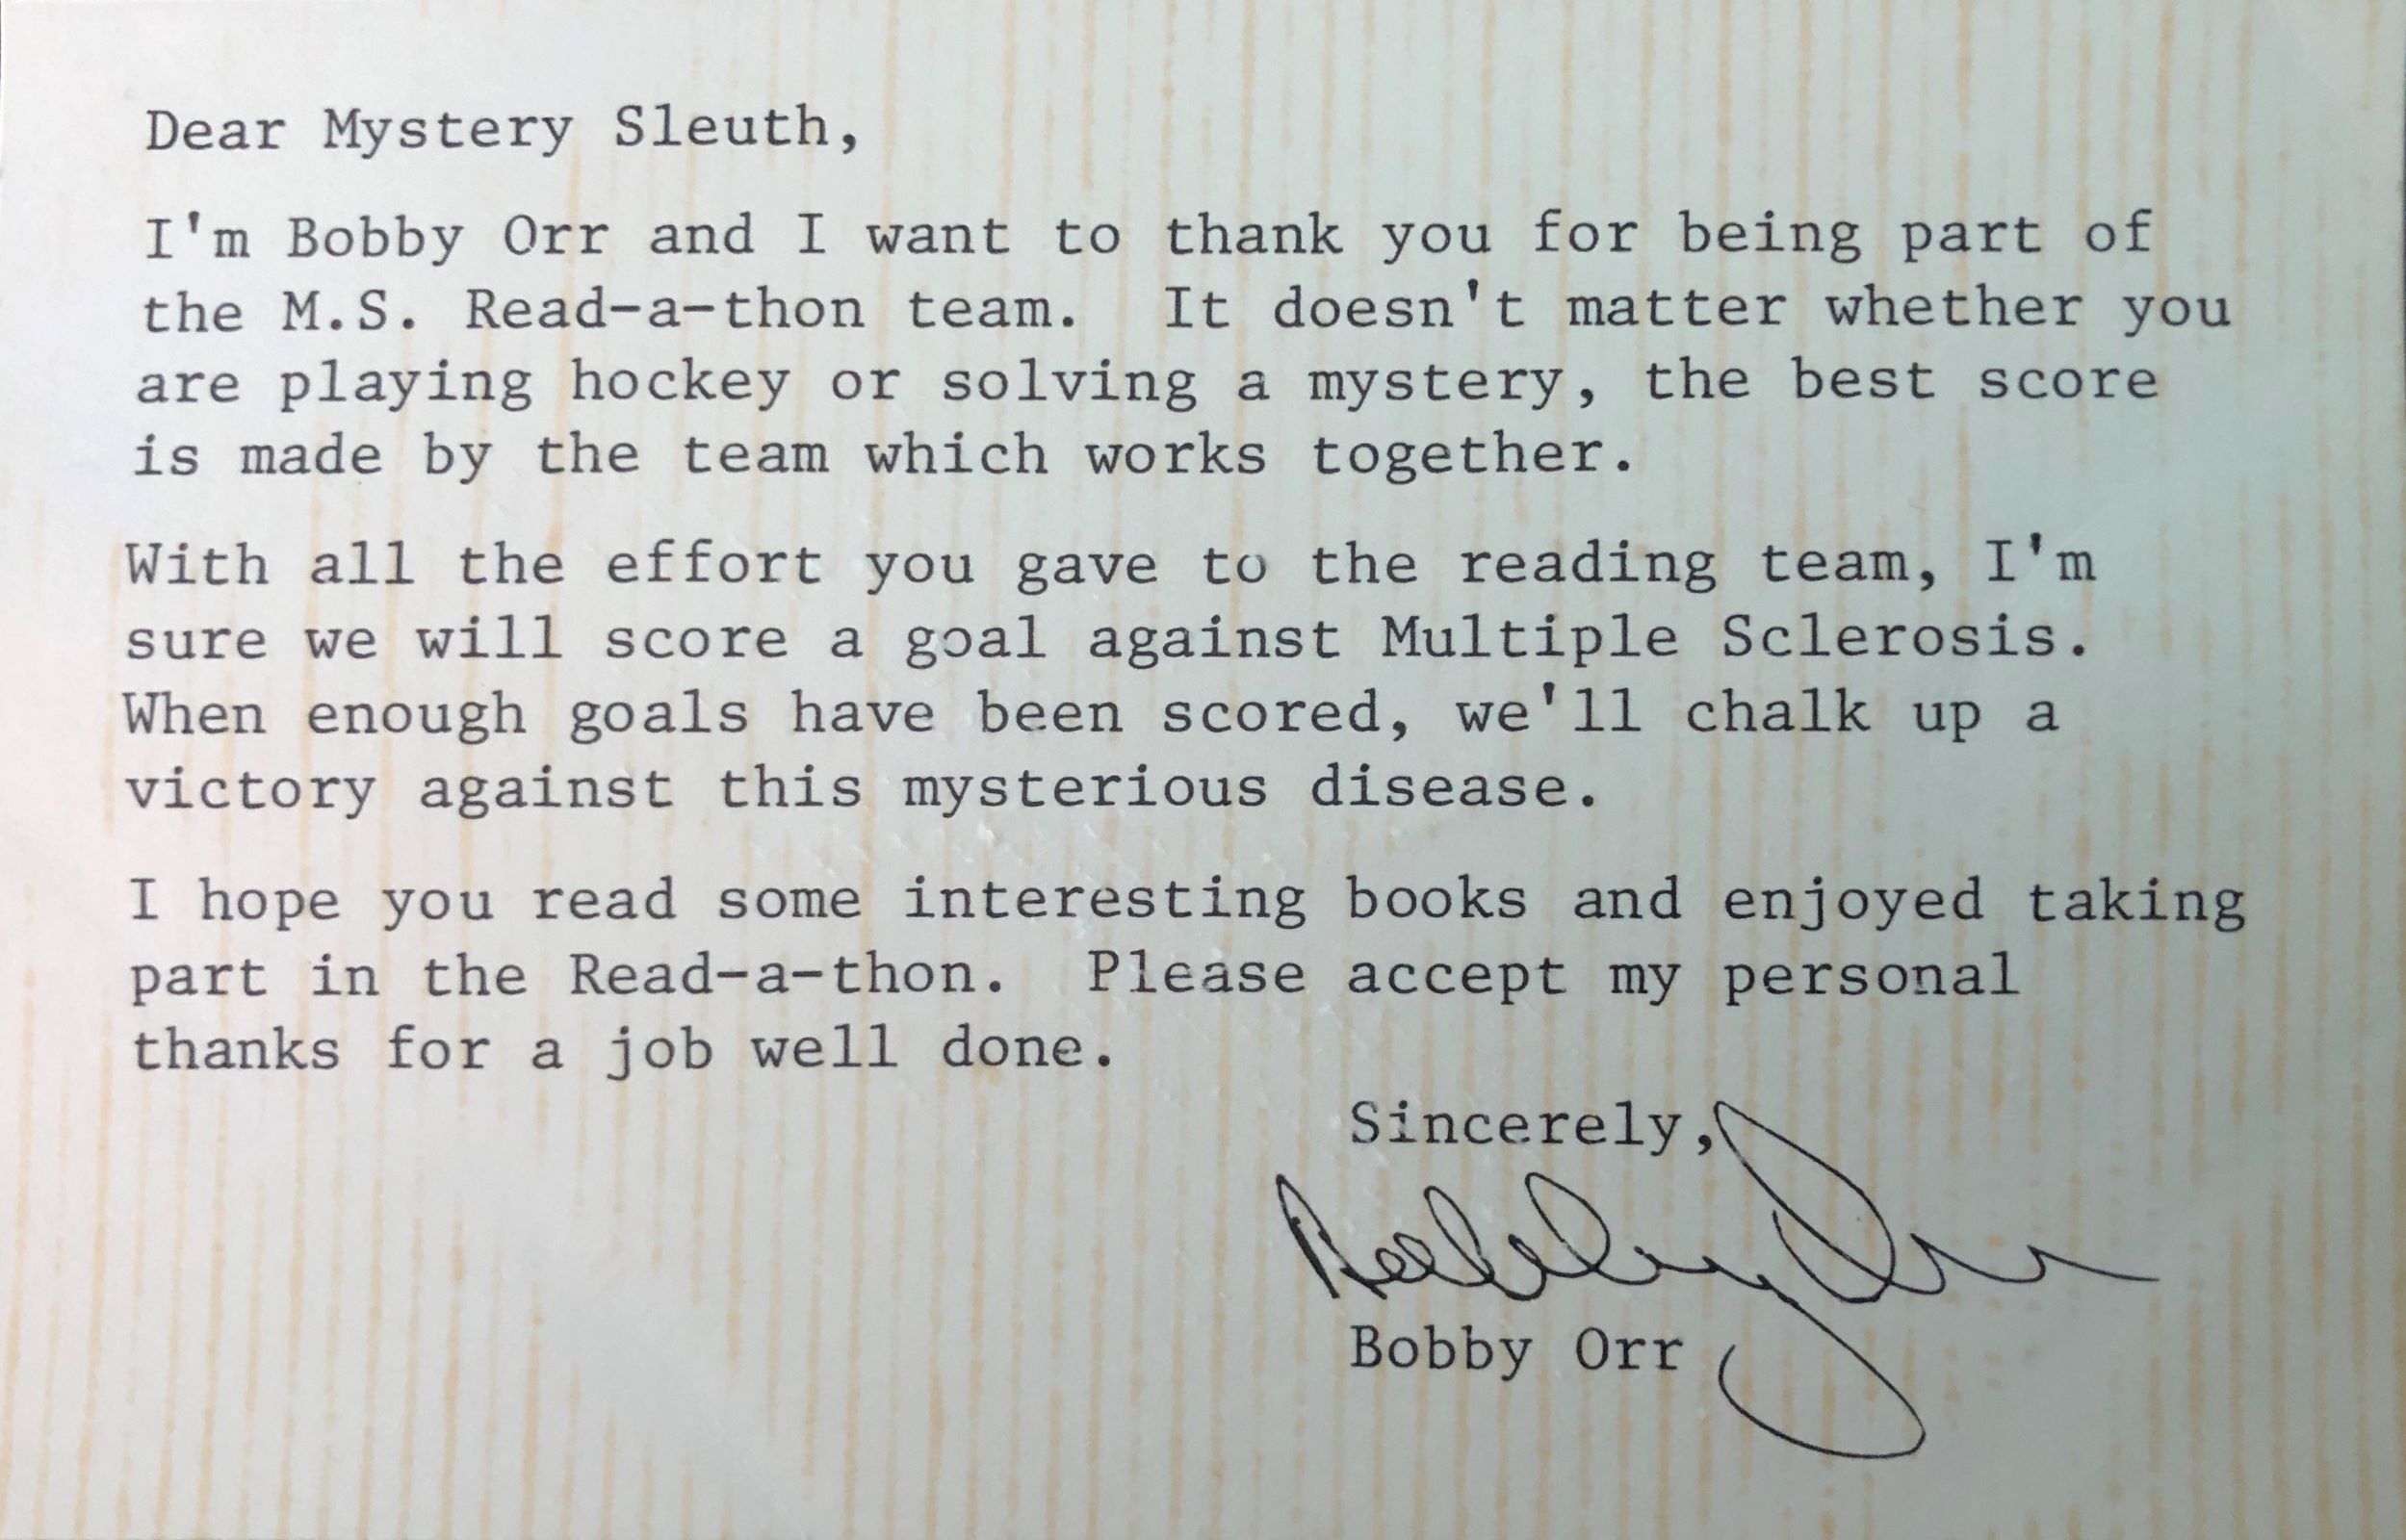 Dear Mystery Sleuth,
I'm Bobby Orr and I want to thank you for being part of
the M.S. Read-a-thon team.  It doesn't matter whether you
are playing hockey or solving a mystery, the best score
is made by the team which works together.
With all the effort you gave to the reading team, I'm
sure we will score a goal against Multiple Sclerosis.
When enough goals have been scored, we'll chalk up a
victory against this mysterious disease.
I hope you read some interesting books and enjoyed taking
part in the Read-a-thon.  Please accept my personal
thanks for a job well done.
Sincerely,
Bobby Orr
Bobby Orr